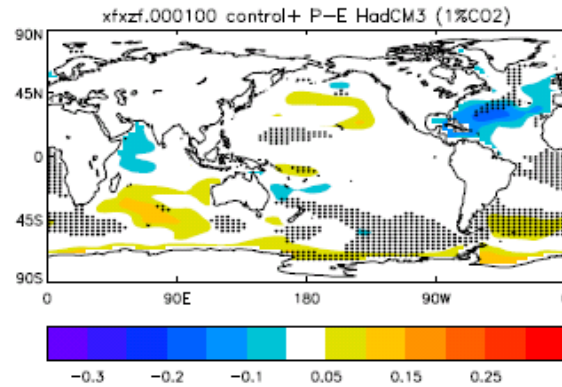 xfxzf.000100 control+ P-E HadCM3 (1%CO2)
90N
45N
0
45S
90S
0 90E 180 90W 0
-0.3 -0.2 -0.1 0.05 0.15 0.25